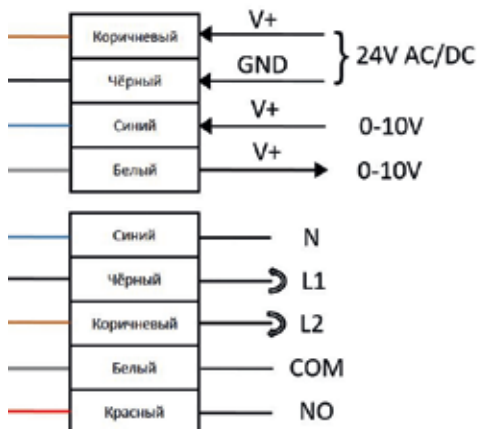 Коричневый V+
Чёрный GND 24V AC/DC
Синий V+ 0-10V
Белый V+ 0-10V
Синий N
Чёрный L1
Коричневый L2
Белый COM
Красный NO